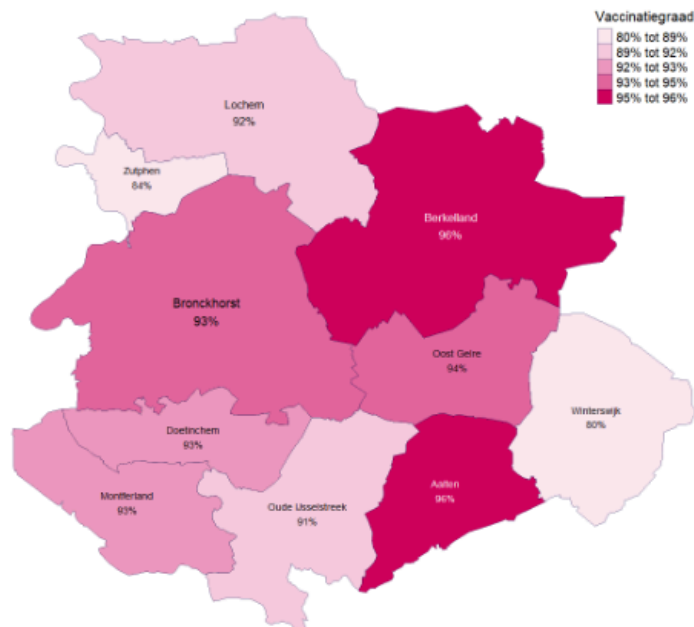 Vaccinatiegraad
80% tot 89%
89% tot 92%
92% tot 93%
93% tot 95%
95% tot 96%
Lochem
92%
Zutphen
84%
Berkelland
96%
Bronckhorst
93%
Oost Gelre
94%
Winterswijk
80%
Doetinchem
93%
Montferland
93%
Oude IJsselstreek
91%
Aalten
96%